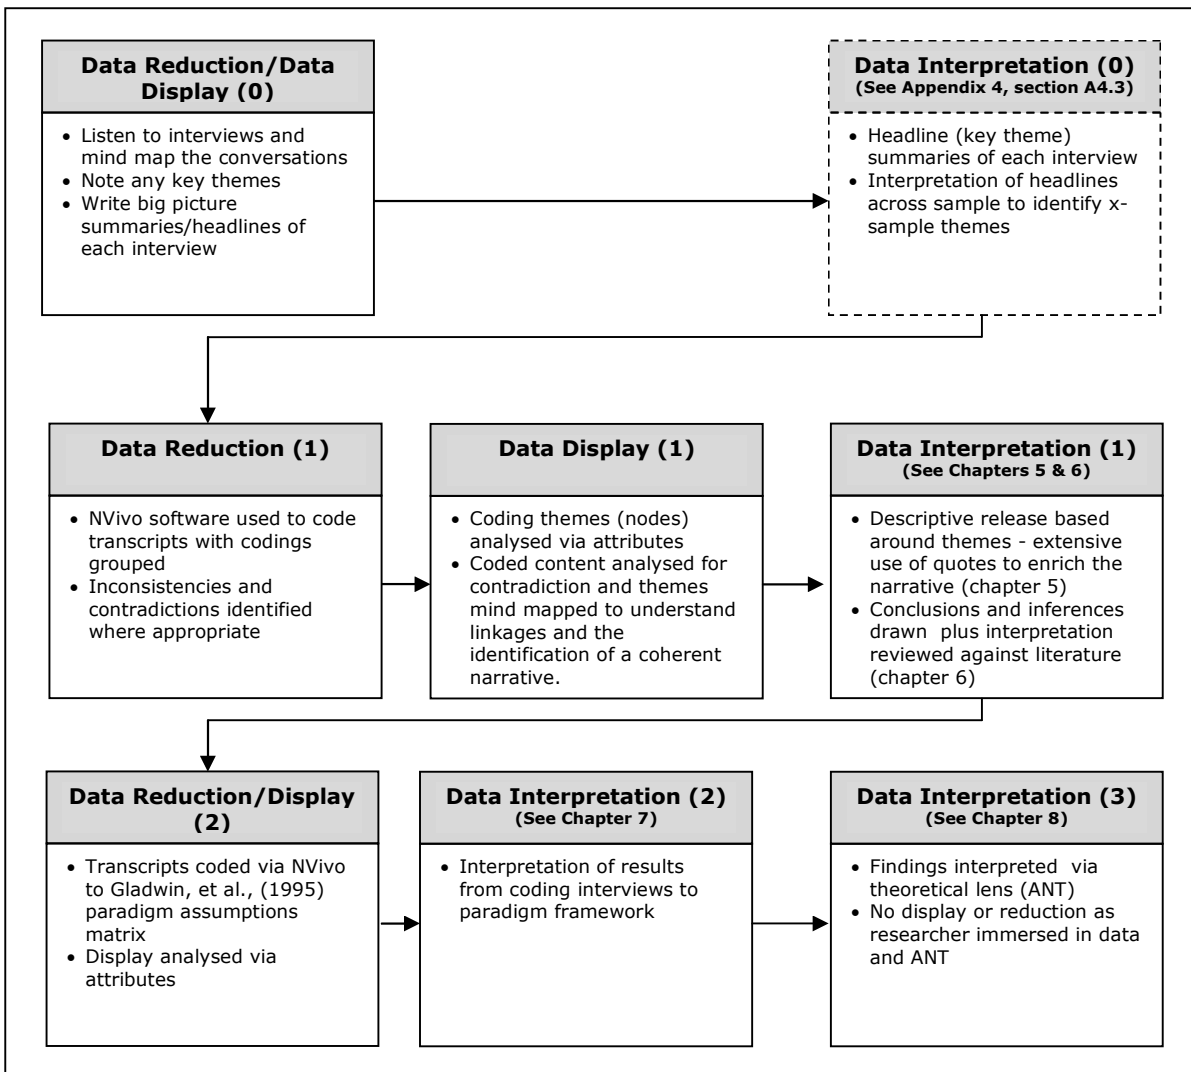 Data Reduction/Data
Display (0)
• Listen to interviews and
mind map the conversations
• Note any key themes
• Write big picture
summaries/headlines of
each interview
Data Interpretation (0)
(See Appendix 4, section A4.3)
• Headline (key theme)
summaries of each interview
• Interpretation of headlines
across sample to identify x-
sample themes
Data Reduction (1)
• NVivo software used to code
transcripts with codings
grouped
• Inconsistencies and
contradictions identified
where appropriate
Data Display (1)
• Coding themes (nodes)
analysed via attributes
• Coded content analysed for
contradiction and themes
mind mapped to understand
linkages and the
identification of a coherent
narrative.
Data Interpretation (1)
(See Chapters 5 & 6)
• Descriptive release based
around themes - extensive
use of quotes to enrich the
narrative (chapter 5)
• Conclusions and inferences
drawn plus interpretation
reviewed against literature
(chapter 6)
Data Reduction/Display
(2)
• Transcripts coded via NVivo
to Gladwin, et al., (1995)
paradigm assumptions
matrix
• Display analysed via
attributes
Data Interpretation (2)
(See Chapter 7)
• Interpretation of results
from coding interviews to
paradigm framework
Data Interpretation (3)
(See Chapter 8)
• Findings interpreted via
theoretical lens (ANT)
• No display or reduction as
researcher immersed in data
and ANT